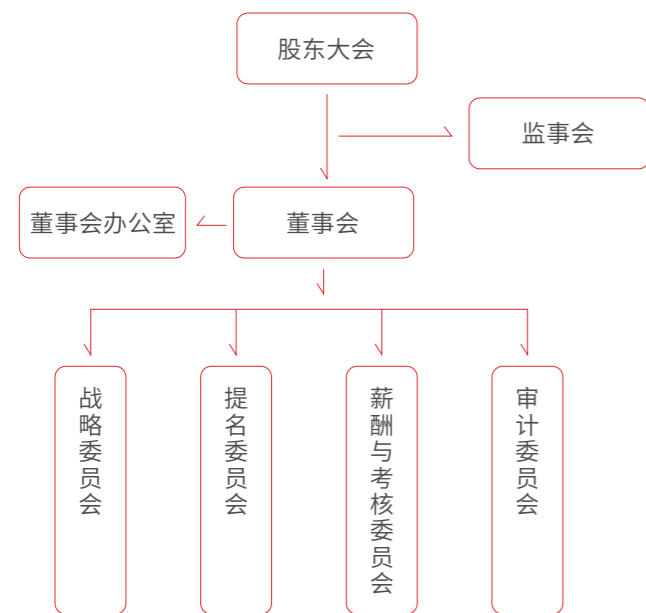 股东大会
监事会
董事会办公室
董事会
战略委员会
提名委员会
薪酬与考核委员会
审计委员会